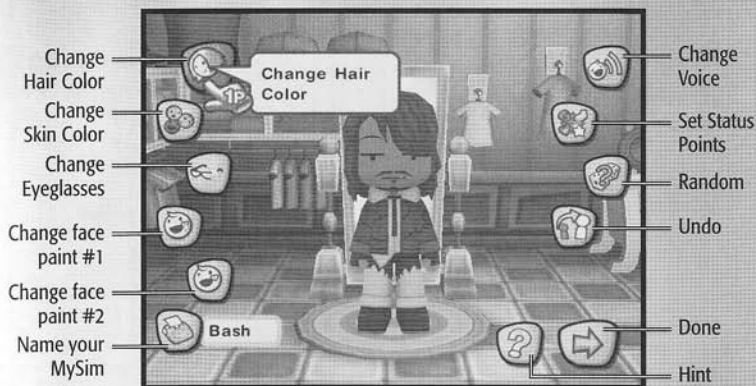 Change
Hair Color
Change
Skin Color
Change
Eyeglasses
Change face
paint #1
Change face
paint #2
Name your
MySim
Change Hair
Color
1P
Bash
Change
Voice
Set Status
Points
Random
Undo
Done
Hint